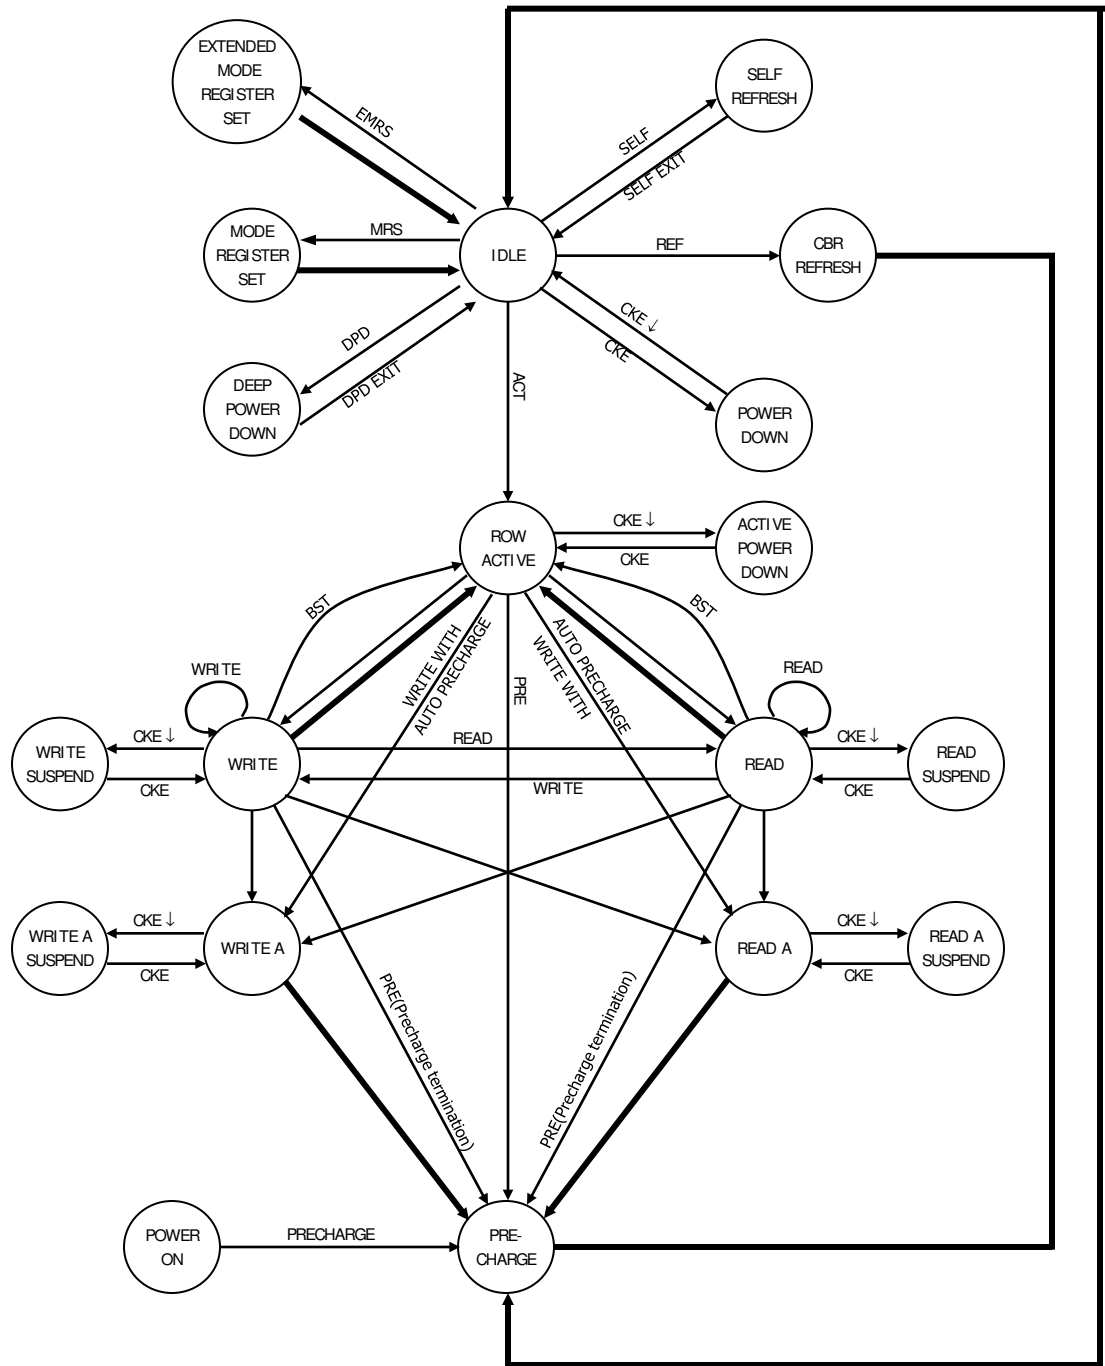 EXTENDED
MODE
REGISTER
SET
SELF
REFRESH
EMRS
SELF
SELF EXIT
MODE
REGISTER
SET
MRS
IDLE
REF
CBR
REFRESH
DPD
DPD EXIT
CKE ↓
CKE
DEEP
POWER
DOWN
ACT
POWER
DOWN
ROW
ACTIVE
CKE ↓
CKE
ACTIVE
POWER
DOWN
BST
BST
WRITE WITH
AUTO PRECHARGE
PRE
AUTO PRECHARGE
WRITE WITH
WRITE
READ
WRITE
SUSPEND
CKE ↓
CKE
WRITE
READ
WRITE
READ
CKE ↓
CKE
READ
SUSPEND
WRITE A
SUSPEND
CKE ↓
CKE
WRITE A
READ A
CKE ↓
CKE
READ A
SUSPEND
PRE(Precharge termination)
PRE(Precharge termination)
POWER
ON
PRECHARGE
PRE-
CHARGE